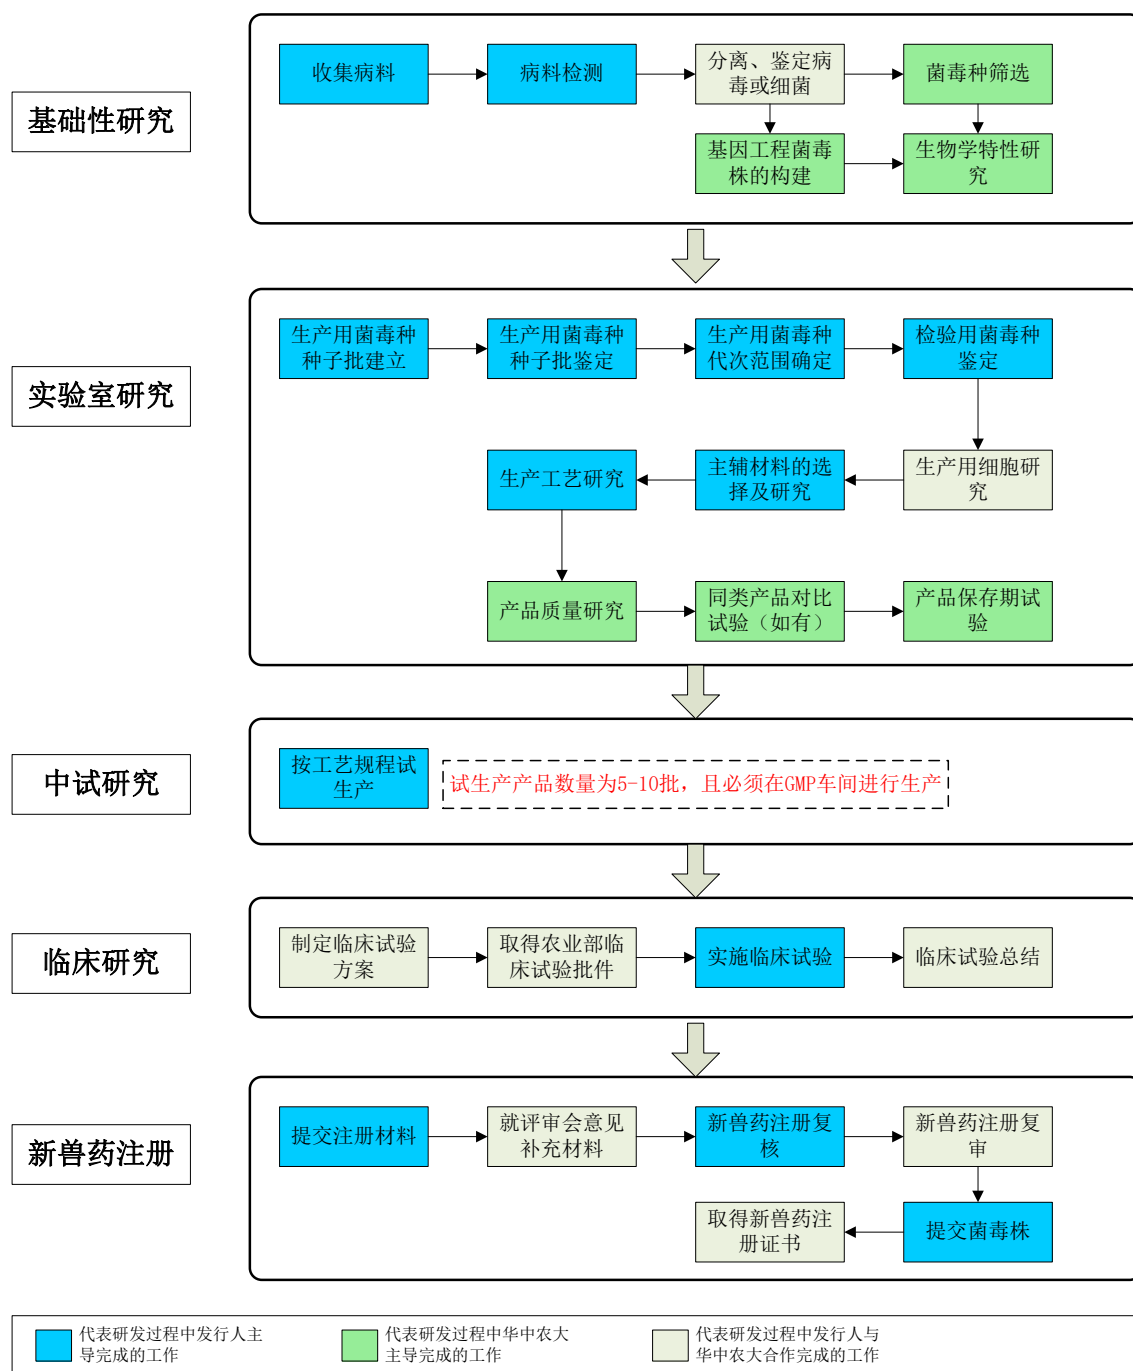 基础性研究
收集病料
病料检测
分离、鉴定病
毒或细菌
菌毒种筛选
基因工程菌毒
株的构建
生物学特性研
究
实验室研究
生产用菌毒种
种子批建立
生产用菌毒种
种子批鉴定
生产用菌毒种
代次范围确定
检验用菌毒种
鉴定
生产工艺研究
主辅材料的选
择及研究
生产用细胞研
究
产品质量研究
同类产品对比
试验（如有）
产品保存期试
验
中试研究
按工艺规程试
生产
试生产产品数量为5-10批，且必须在GMP车间进行生产
临床研究
制定临床试验
方案
取得农业部临
床试验批件
实施临床试验
临床试验总结
新兽药注册
提交注册材料
就评审会意见
补充材料
新兽药注册复
核
新兽药注册复
审
取得新兽药注
册证书
提交菌毒株
代表研发过程中发行人主
导完成的工作
代表研发过程中华中农大
主导完成的工作
代表研发过程中发行人与
华中农大合作完成的工作